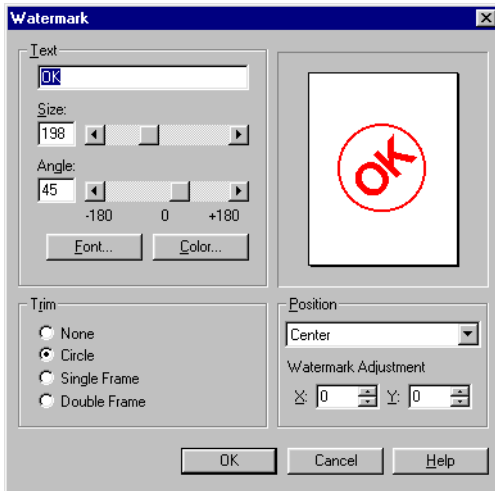 Watermark
Text
OK
Size:
198
Angle:
45
-180 0 +180
Font... Color...
OK
Trim
None
Circle
Single Frame
Double Frame
Position
Center
Watermark Adjustment
X: 0 Y: 0
OK Cancel Help